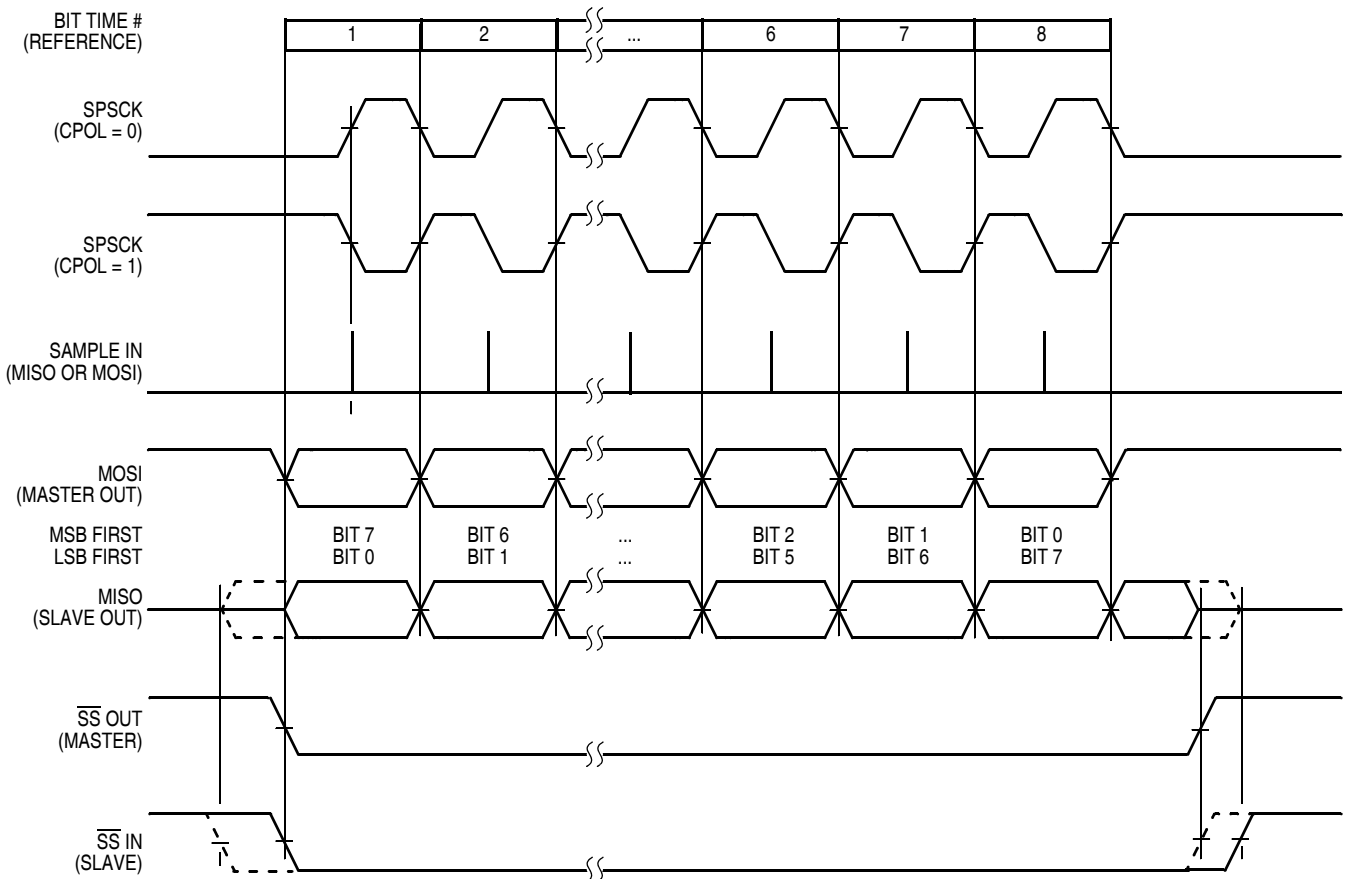 BIT TIME #
(REFERENCE)
1 2 ... 6 7 8
SPSCK
(CPOL = 0)
SPSCK
(CPOL = 1)
SAMPLE IN
(MISO OR MOSI)
MOSI
(MASTER OUT)
MSB FIRST BIT 7 BIT 6 ... BIT 2 BIT 1 BIT 0
LSB FIRST BIT 0 BIT 1 ... BIT 5 BIT 6 BIT 7
MISO
(SLAVE OUT)
S̅S̅ OUT
(MASTER)
S̅S̅ IN
(SLAVE)